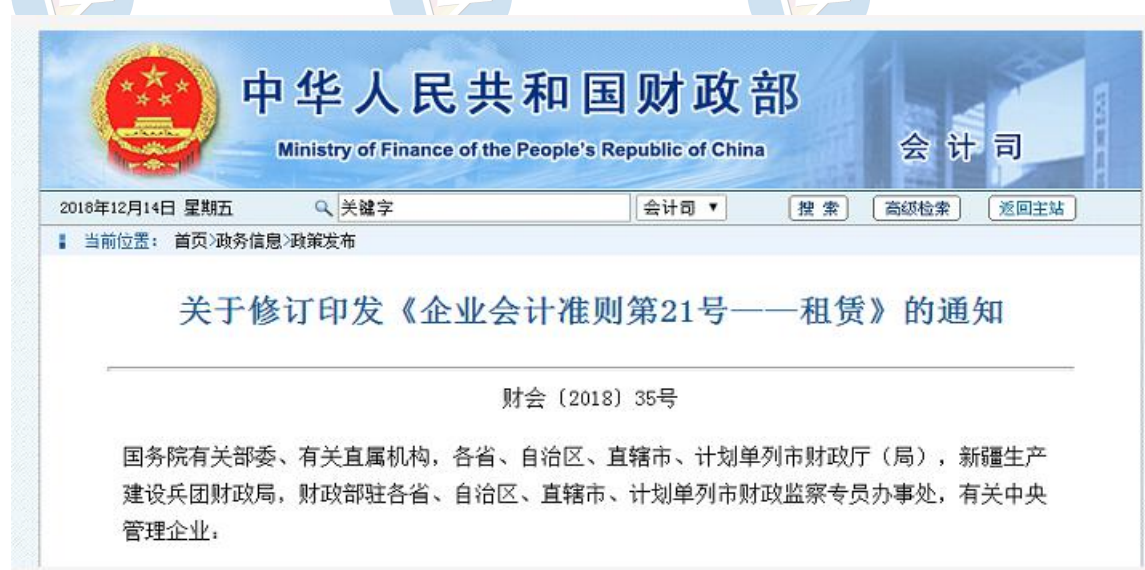 中华人民共和国财政部
Ministry of Finance of the People's Republic of China
会计司
2018年12月14日 星期五 关键字 会计司 ▼ 搜索 高级检索 返回主站
当前位置： 首页>政务信息>政策发布
关于修订印发《企业会计准则第21号——租赁》的通知
财会〔2018〕35号
国务院有关部委、有关直属机构，各省、自治区、直辖市、计划单列市财政厅（局），新疆生产
建设兵团财政局，财政部驻各省、自治区、直辖市、计划单列市财政监察专员办事处，有关中央
管理企业：